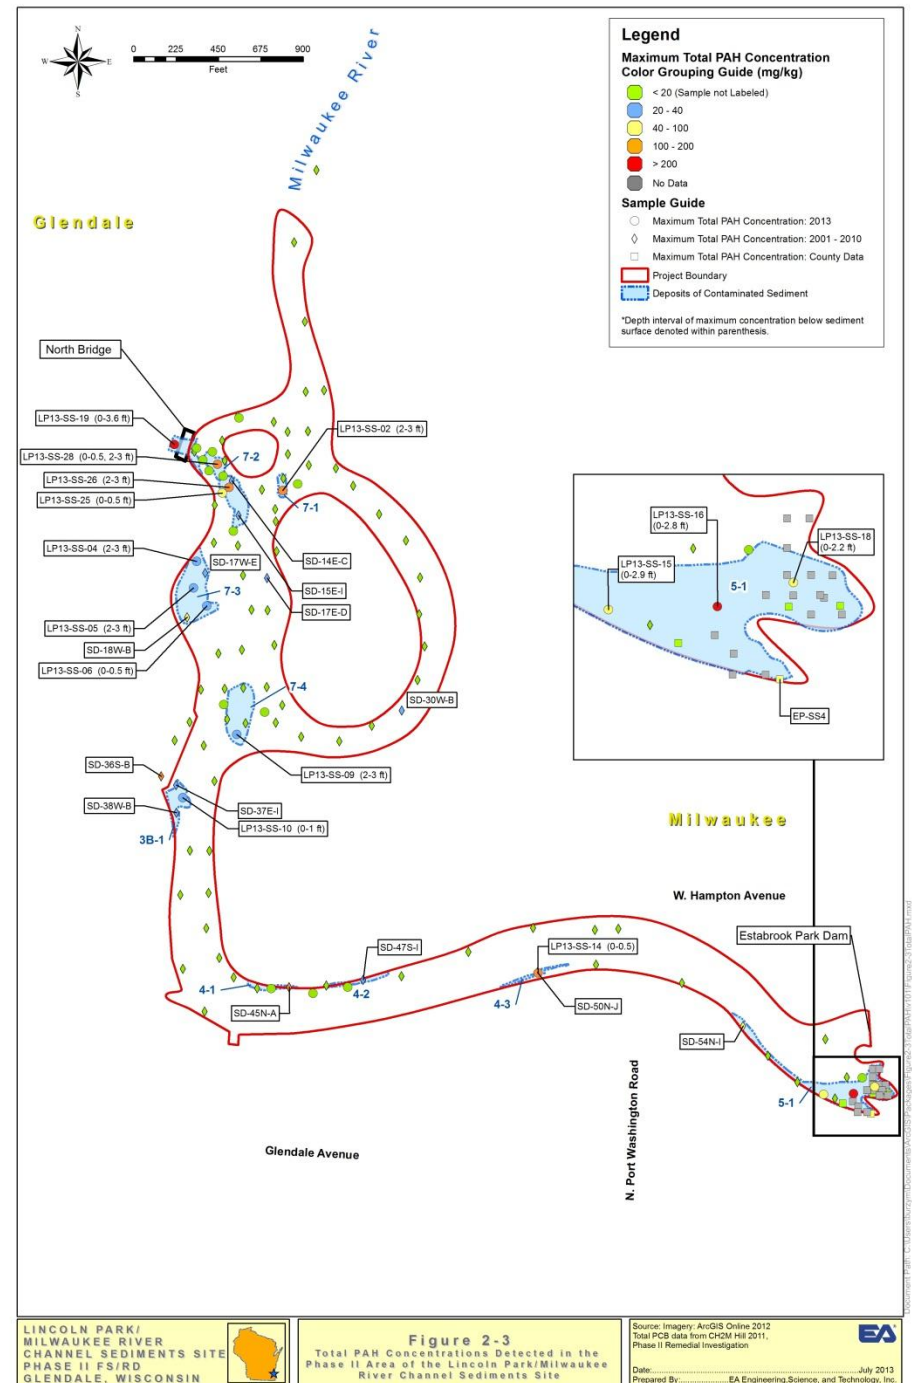 N
W E
S
0 225 450 675 900
Feet
Milwaukee River
Glendale
Legend
Maximum Total PAH Concentration
Color Grouping Guide (mg/kg)
< 20 (Sample not Labeled)
20 - 40
40 - 100
100 - 200
> 200
No Data
Sample Guide
Maximum Total PAH Concentration: 2013
Maximum Total PAH Concentration: 2001 - 2010
Maximum Total PAH Concentration: County Data
Project Boundary
Deposits of Contaminated Sediment
*Depth interval of maximum concentration below sediment
surface denoted within parenthesis.
North Bridge
LP13-SS-19 (0-3.6 ft)
LP13-SS-02 (2-3 ft)
LP13-SS-28 (0-0.5, 2-3 ft)
7-2
LP13-SS-26 (2-3 ft)
LP13-SS-25 (0-0.5 ft)
7-1
LP13-SS-04 (2-3 ft)
SD-17W-E
SD-14E-C
7-3
SD-15E-I
SD-17E-D
LP13-SS-05 (2-3 ft)
SD-18W-B
LP13-SS-06 (0-0.5 ft)
7-4
SD-30W-B
SD-36S-B
LP13-SS-09 (2-3 ft)
SD-38W-B
SD-37E-I
LP13-SS-10 (0-1 ft)
3B-1
LP13-SS-16
(0-2.8 ft)
LP13-SS-18
(0-2.2 ft)
LP13-SS-15
(0-2.9 ft)
5-1
EP-SS4
Milwaukee
W. Hampton Avenue
Estabrook Park Dam
SD-47S-I
LP13-SS-14 (0-0.5)
4-1
4-2
4-3
SD-45N-A
SD-50N-J
SD-54N-I
5-1
N. Port Washington Road
Glendale Avenue
LINCOLN PARK/
MILWAUKEE RIVER
CHANNEL SEDIMENTS SITE
PHASE II FS/RD
GLENDALE, WISCONSIN
Figure 2-3
Total PAH Concentrations Detected in the
Phase II Area of the Lincoln Park/Milwaukee
River Channel Sediments Site
Source: Imagery: ArcGIS Online 2012
Total PCB data from CH2M Hill 2011,
Phase II Remedial Investigation
EA
Date:..........................................................July 2013
Prepared By:......................EA Engineering,Science, and Technology, Inc.